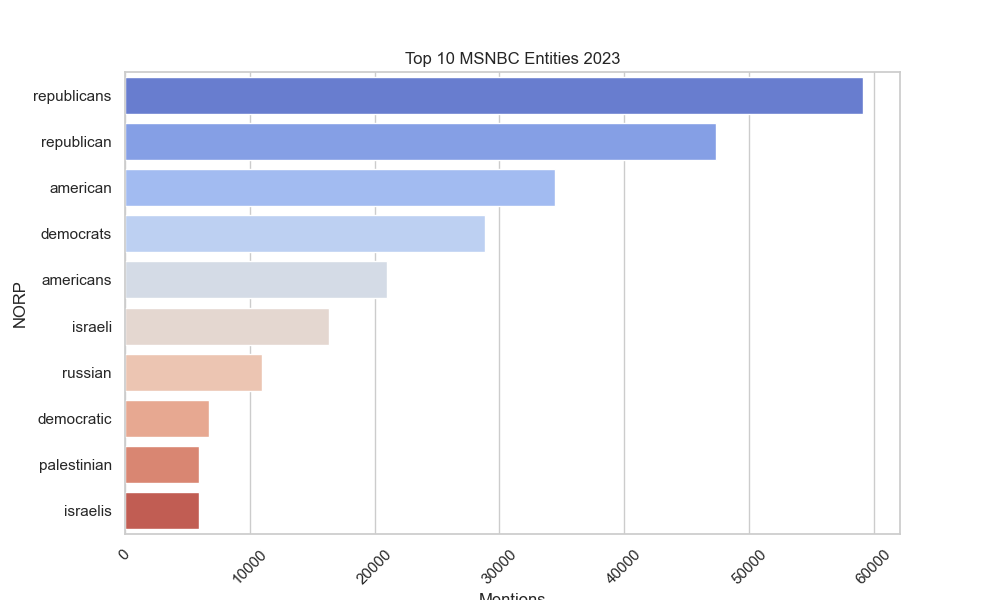 Top 10 MSNBC Entities 2023
republicans
republican
american
democrats
americans
israeli
russian
democratic
palestinian
israelis
NORP
0
10000
20000
30000
40000
50000
60000
Mentions